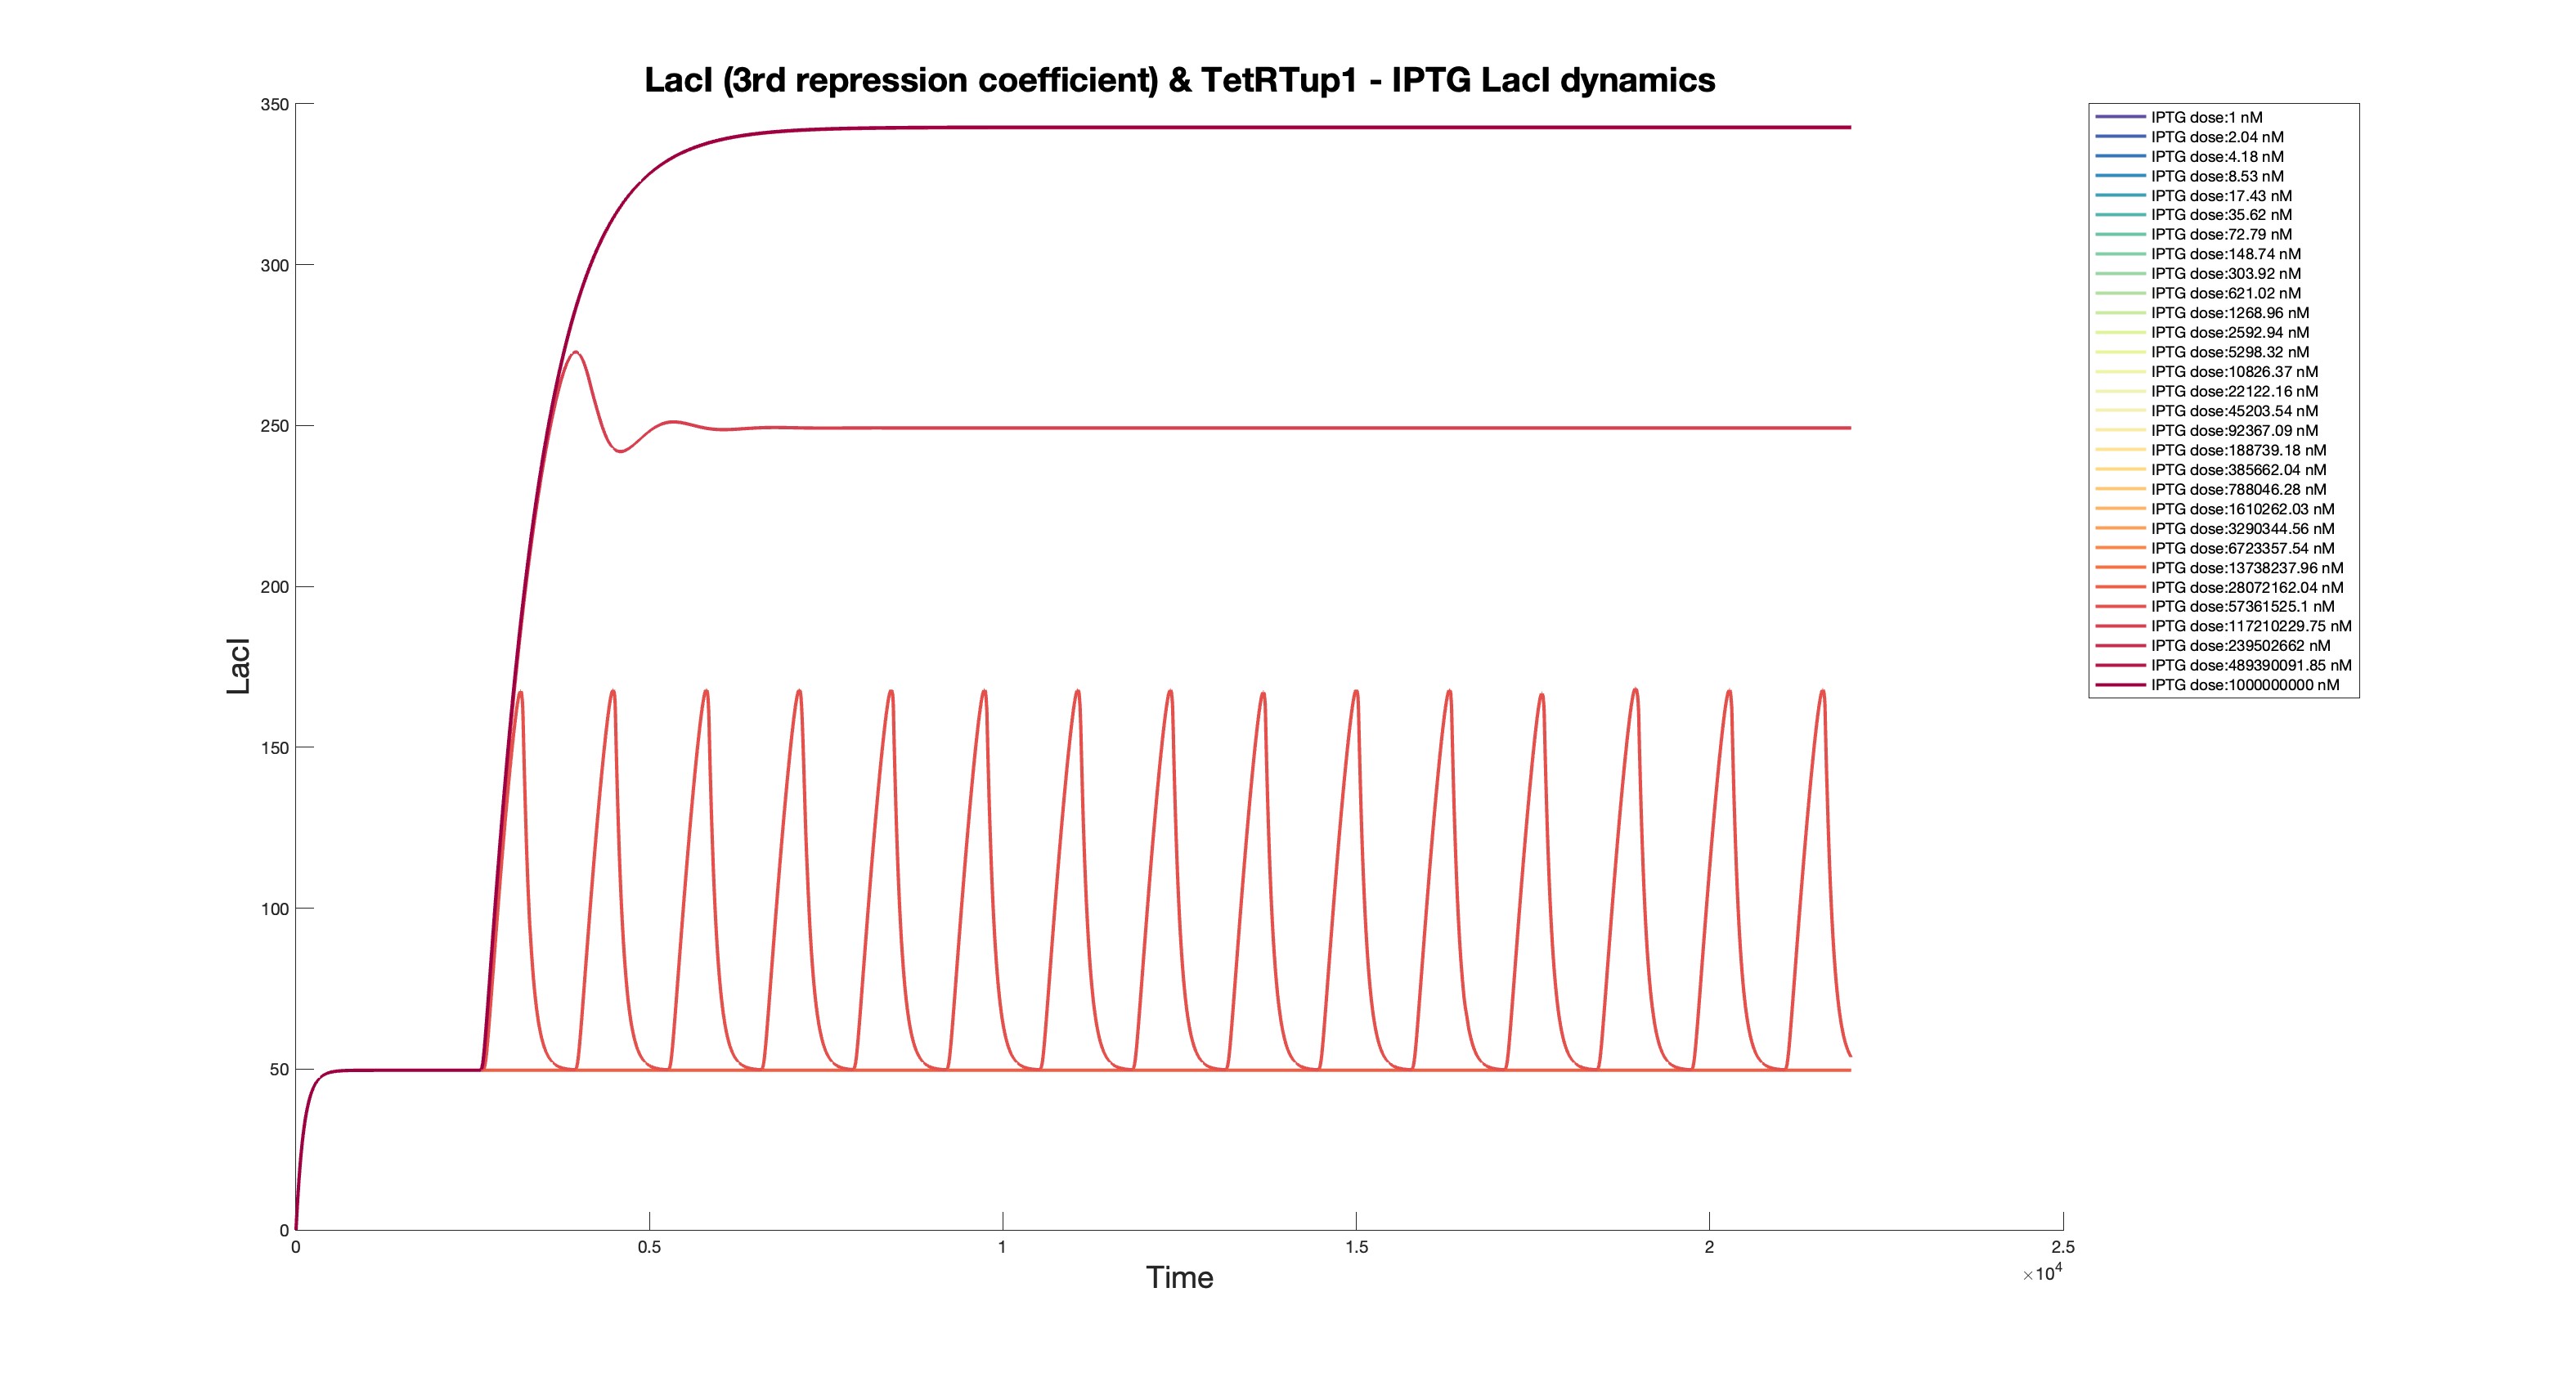 LacI (3rd repression coefficient) & TetRTup1 - IPTG LacI dynamics
350
300
250
200
150
100
50
0
LacI
0
0.5
1
1.5
2
2.5
×10^4
Time
IPTG dose:1 nM
IPTG dose:2.04 nM
IPTG dose:4.18 nM
IPTG dose:8.53 nM
IPTG dose:17.43 nM
IPTG dose:35.62 nM
IPTG dose:72.79 nM
IPTG dose:148.74 nM
IPTG dose:303.92 nM
IPTG dose:621.02 nM
IPTG dose:1268.96 nM
IPTG dose:2592.94 nM
IPTG dose:5298.32 nM
IPTG dose:10826.37 nM
IPTG dose:22122.16 nM
IPTG dose:45203.54 nM
IPTG dose:92367.09 nM
IPTG dose:188739.18 nM
IPTG dose:385662.04 nM
IPTG dose:788046.28 nM
IPTG dose:1610262.03 nM
IPTG dose:3290344.56 nM
IPTG dose:6723357.54 nM
IPTG dose:13738237.96 nM
IPTG dose:28072162.04 nM
IPTG dose:57361525.1 nM
IPTG dose:117210229.75 nM
IPTG dose:239502662 nM
IPTG dose:489390091.85 nM
IPTG dose:1000000000 nM